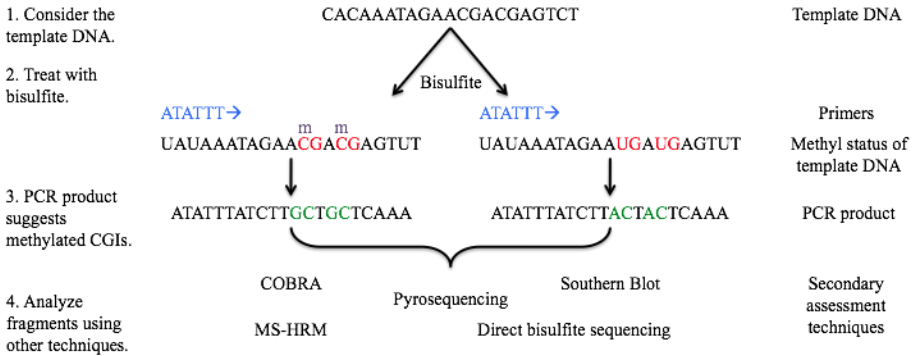 1. Consider the
template DNA.
CACAAATAGAACGACGAGTCT
Template DNA
2. Treat with
bisulfite.
Bisulfite
ATATTT→
ATATTT→
Primers
m m
UAUAAATAGAACGACGAGTUT
UAUAAATAGAAUGAUGAGTUT
Methyl status of
template DNA
3. PCR product
suggests
methylated CGIs.
ATATTTATCTTGCTGCTCAAA
ATATTTATCTTACTACTCAAA
PCR product
4. Analyze
fragments using
other techniques.
COBRA
Southern Blot
Pyrosequencing
MS-HRM
Direct bisulfite sequencing
Secondary
assessment
techniques